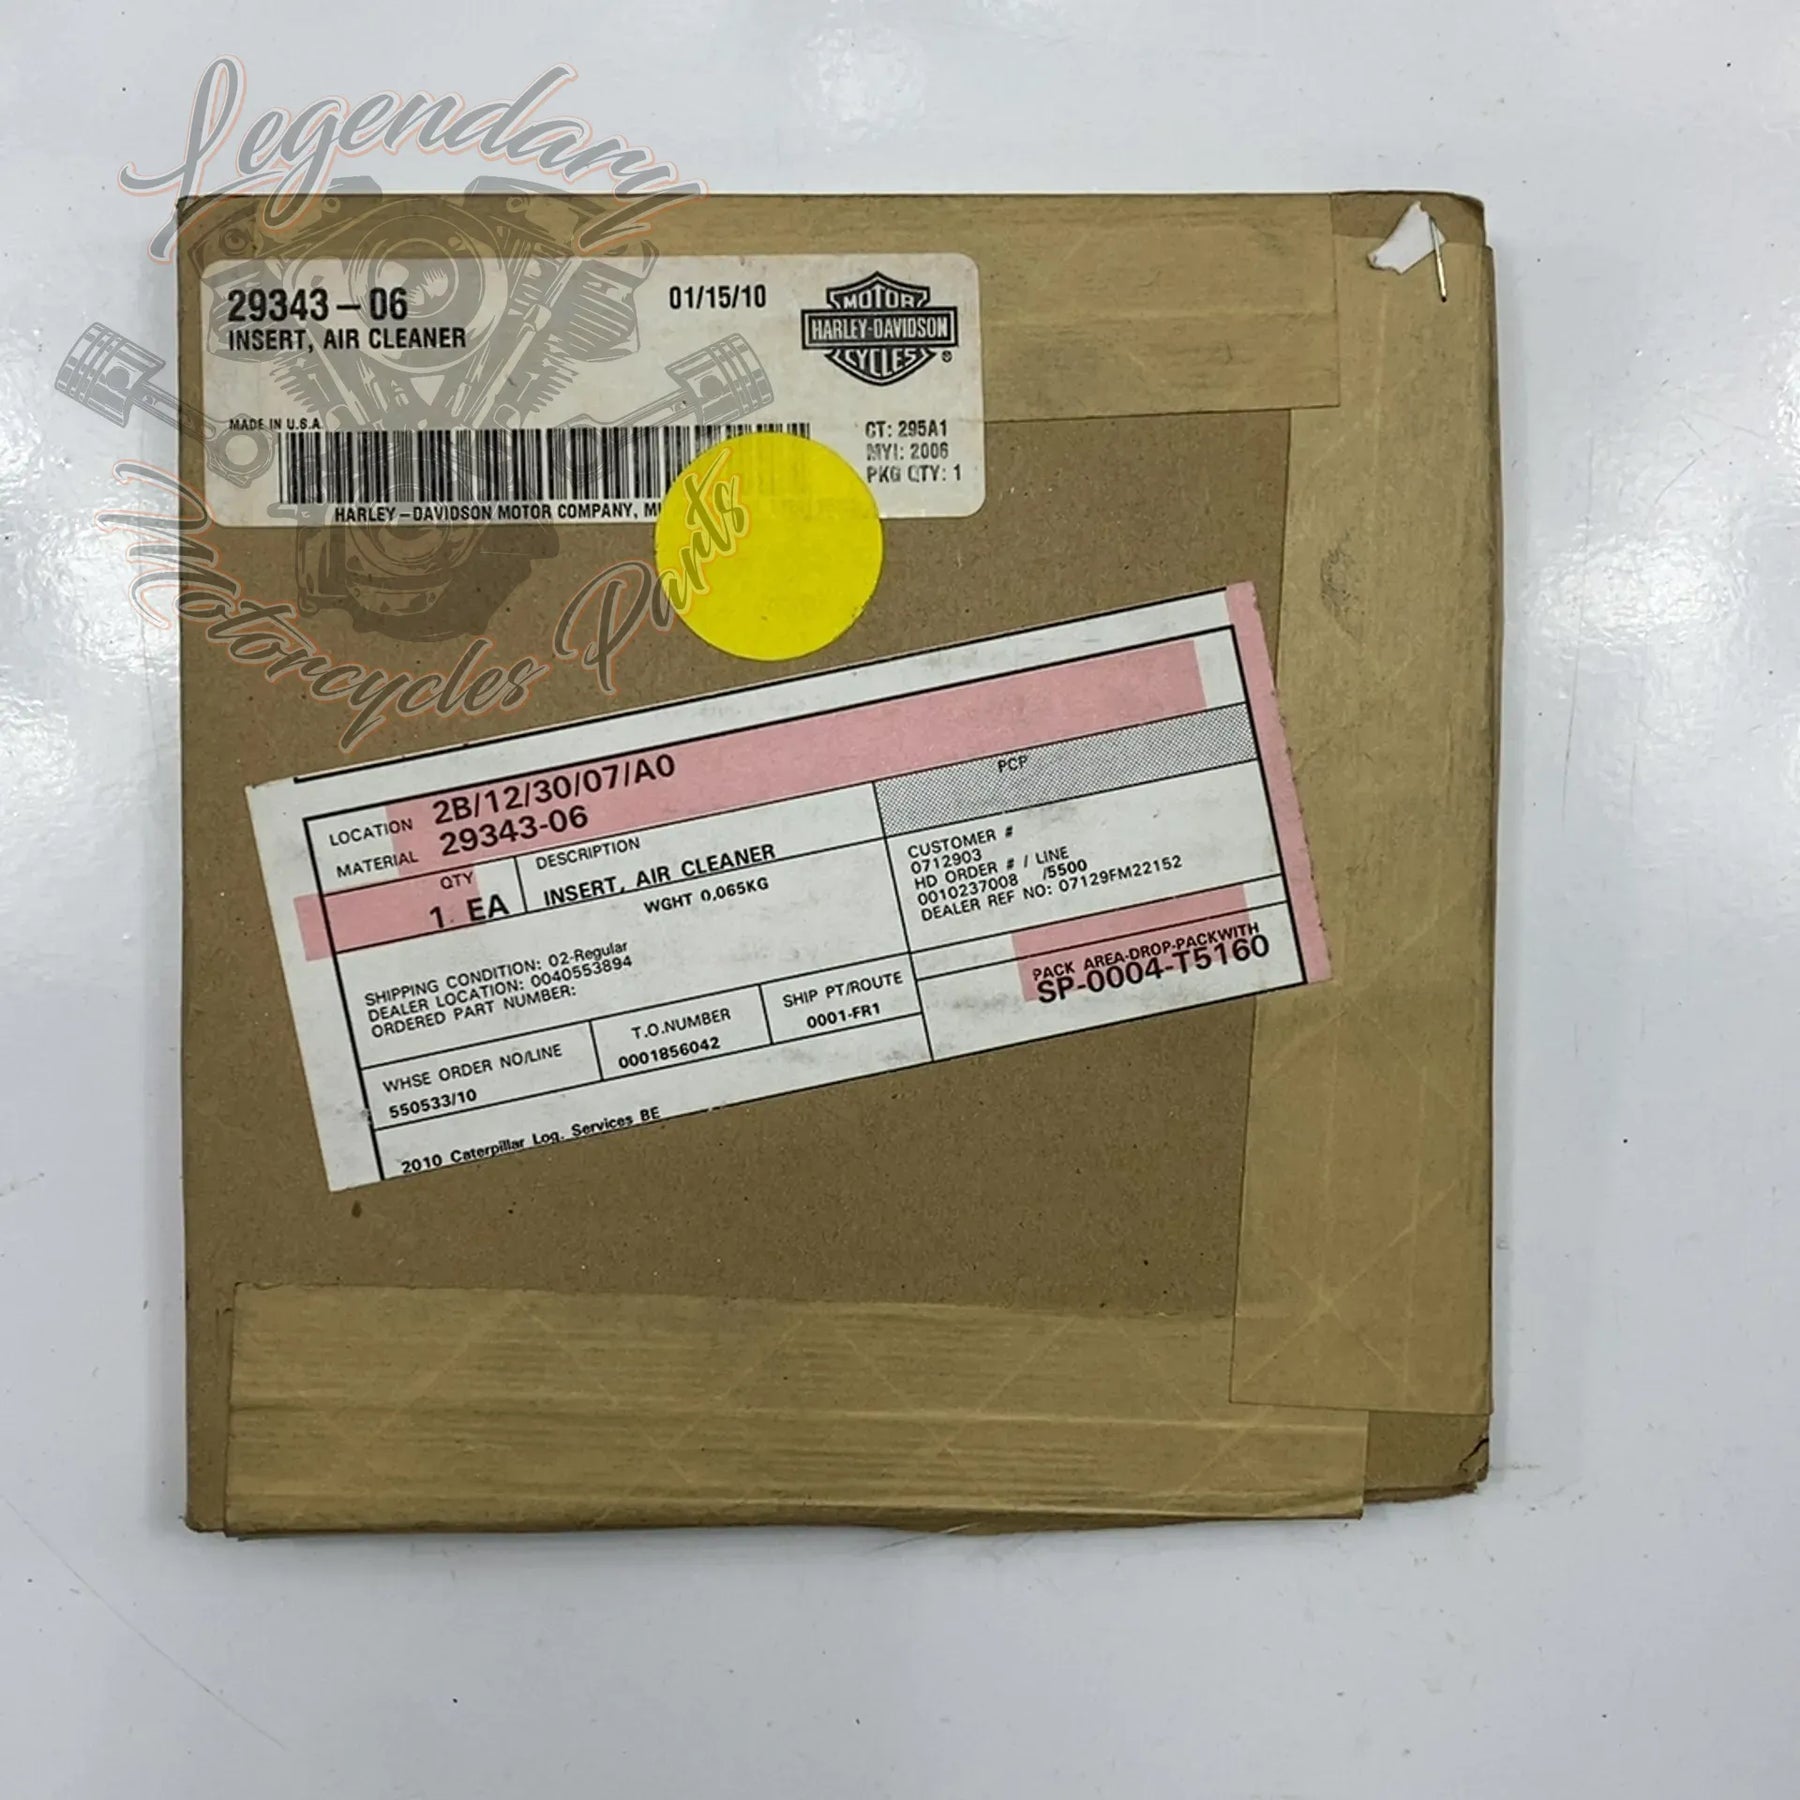 Legendary
Motorcycles Parts
29343-06
INSERT, AIR CLEANER
01/15/10
MOTOR
HARLEY-DAVIDSON
CYCLES
®
MADE IN U.S.A.
CT: 295A1
MYI: 2006
PKG QTY: 1
HARLEY-DAVIDSON MOTOR COMPANY,
LOCATION 2B/12/30/07/A0
MATERIAL 29343-06
PCP
QTY
1 EA
DESCRIPTION
INSERT, AIR CLEANER
WGHT 0,065KG
CUSTOMER #
0712903
HD ORDER # / LINE
0010237008 /5500
DEALER REF NO: 07129FM22152
SHIPPING CONDITION: 02-Regular
DEALER LOCATION: 0040553894
ORDERED PART NUMBER:
PACK AREA-DROP-PACKWITH
SP-0004-T5160
WHSE ORDER NO/LINE
550533/10
T.O.NUMBER
0001856042
SHIP PT/ROUTE
0001-FR1
2010 Caterpillar Log. Services BE